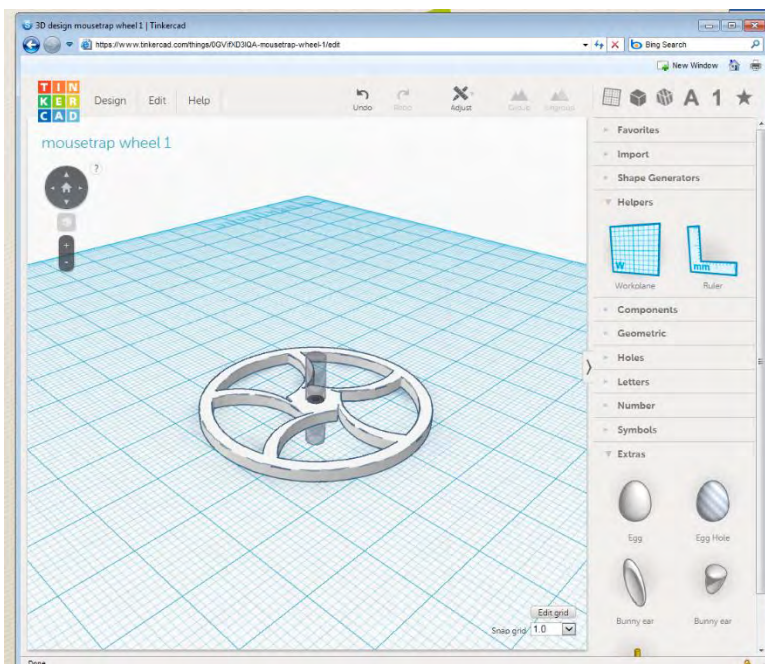 3D design mousetrap wheel 1 | Tinkercad
https://www.tinkercad.com/things/0GVifXD3IQA-mousetrap-wheel-1/edit
Bing Search
New Window
TIN
KER
CAD
Design Edit Help
Undo
Redo
Adjust
Group
Ungroup
A 1
mousetrap wheel 1
?
+
-
Favorites
Import
Shape Generators
Helpers
W
mm
Workplane
Ruler
Components
Geometric
Holes
Letters
Number
Symbols
Extras
Egg
Egg Hole
Bunny ear
Bunny ear
Edit grid
Snap grid 1.0
Done